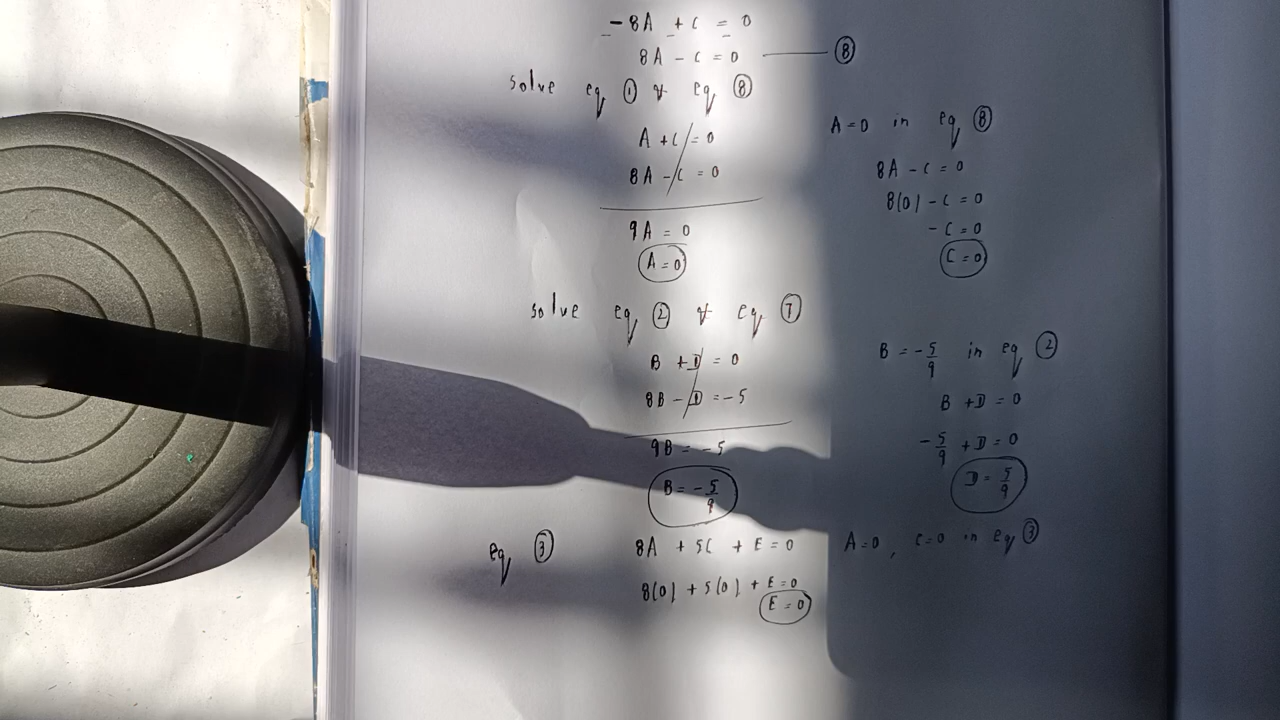 -8A + C = 0
8A - C = 0 —— ⑧
solve eq ① & eq ⑧
A + C = 0
8A - C = 0
9A = 0
A = 0
A = 0 in eq ⑧
8A - C = 0
8(0) - C = 0
- C = 0
C = 0
solve eq ② & eq ⑦
B + D = 0
8B - D = -5
9B = -5
B = -5/9
B = -5/9 in eq ②
B + D = 0
-5/9 + D = 0
D = 5/9
eq ③ 8A + 5C + E = 0 A=0, C=0 in eq ③
8(0) + 5(0) + E = 0
E = 0